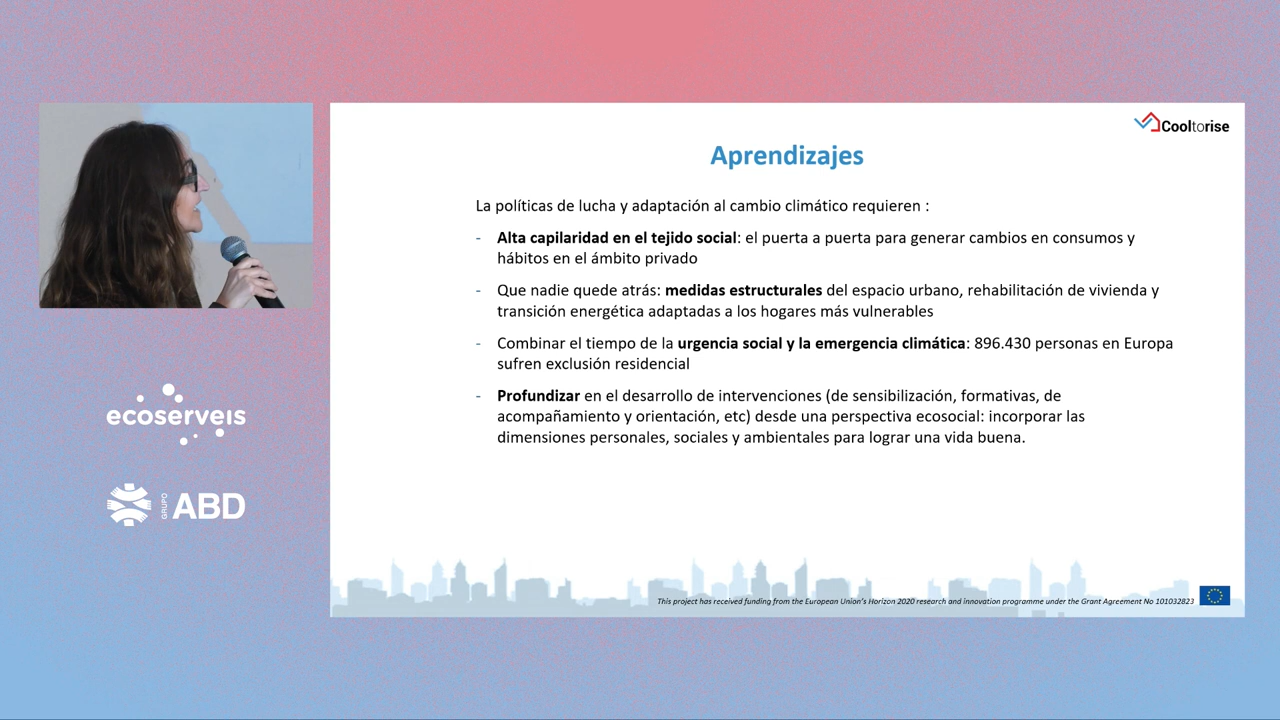 Cooltorise
Aprendizajes
La políticas de lucha y adaptación al cambio climático requieren :
- Alta capilaridad en el tejido social: el puerta a puerta para generar cambios en consumos y
hábitos en el ámbito privado
- Que nadie quede atrás: medidas estructurales del espacio urbano, rehabilitación de vivienda y
transición energética adaptadas a los hogares más vulnerables
- Combinar el tiempo de la urgencia social y la emergencia climática: 896.430 personas en Europa
sufren exclusión residencial
- Profundizar en el desarrollo de intervenciones (de sensibilización, formativas, de
acompañamiento y orientación, etc) desde una perspectiva ecosocial: incorporar las
dimensiones personales, sociales y ambientales para lograr una vida buena.
This project has received funding from the European Union's Horizon 2020 research and innovation programme under the Grant Agreement No 101032823
ecoserveis
GRUPO ABD